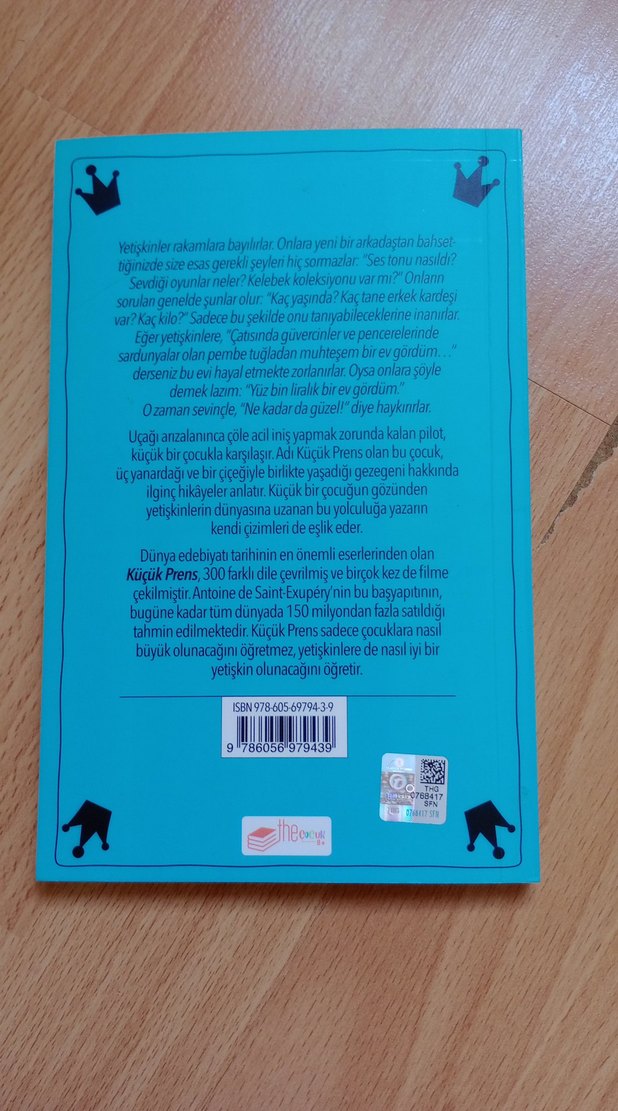 Yetişkinler rakamlara bayılırlar. Onlara yeni bir arkadaştan bahset-
tiğinizde size esas gerekli şeyleri hiç sormazlar: "Ses tonu nasıldı?
Sevdiği oyunlar neler? Kelebek koleksiyonu var mı?" Onların
soruları genelde şunlar olur: "Kaç yaşında? Kaç tane erkek kardeşi
var? Kaç kilo?" Sadece bu şekilde onu tanıyabileceklerine inanırlar.
Eğer yetişkinlere, "Çatısında güvercinler ve pencerelerinde
sardunyalar olan pembe tuğladan muhteşem bir ev gördüm..."
derseniz bu evi hayal etmekte zorlanırlar. Oysa onlara şöyle
demek lazım: "Yüz bin liralık bir ev gördüm."
O zaman sevinçle, "Ne kadar da güzel!" diye haykırırlar.
Uçağı arızalanınca çöle acil iniş yapmak zorunda kalan pilot,
küçük bir çocukla karşılaşır. Adı Küçük Prens olan bu çocuk,
üç yanardağı ve bir çiçeğiyle birlikte yaşadığı gezegeni hakkında
ilginç hikâyeler anlatır. Küçük bir çocuğun gözünden
yetişkinlerin dünyasına uzanan bu yolculuğa yazarın
kendi çizimleri de eşlik eder.
Dünya edebiyatı tarihinin en önemli eserlerinden olan
Küçük Prens, 300 farklı dile çevrilmiş ve birçok kez de filme
çekilmiştir. Antoine de Saint-Exupéry'nin bu başyapıtının,
bugüne kadar tüm dünyada 150 milyondan fazla satıldığı
tahmin edilmektedir. Küçük Prens sadece çocuklara nasıl
büyük olunacağını öğretmez, yetişkinlere de nasıl iyi bir
yetişkin olunacağını öğretir.
ISBN 978-605-69794-3-9
9 786056 979439
THG
0768417
SFN
0768417 SFN
the çocuk
8+